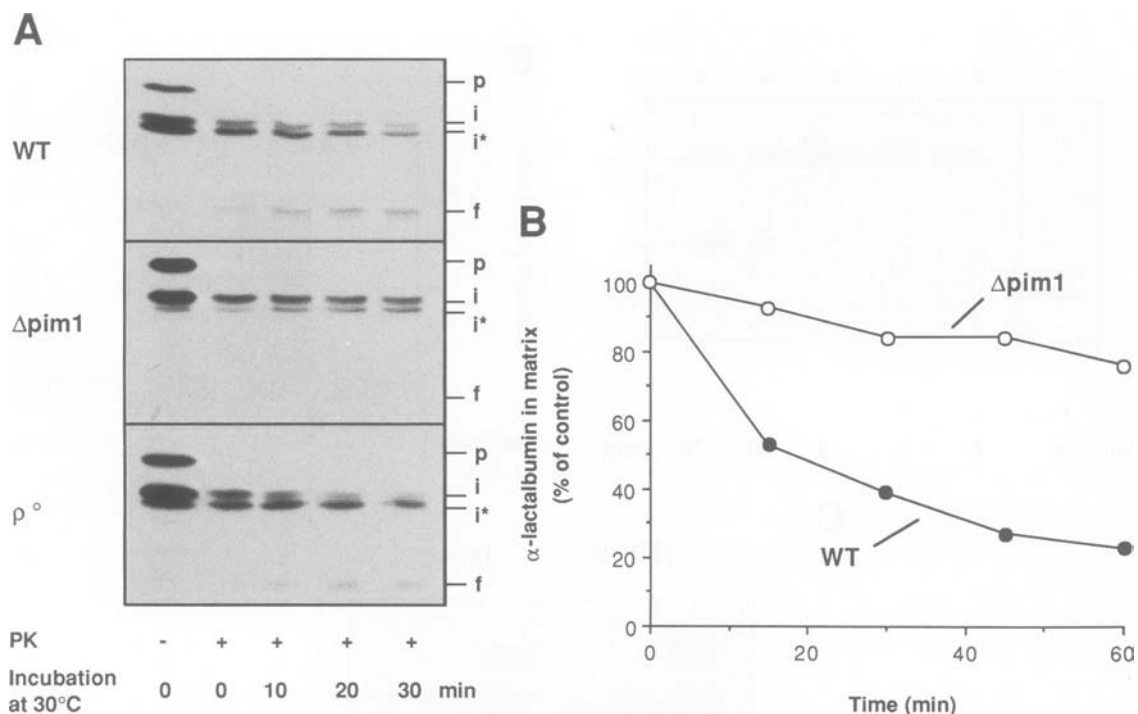 A
WT
p
i
i*
f
Δpim1
p
i
i*
f
ρ°
p
i
i*
f
PK - + + + +
Incubation at 30°C 0 0 10 20 30 min
B
α-lactalbumin in matrix
(% of control)
100
80
60
40
20
0
Δpim1
WT
0 20 40 60
Time (min)